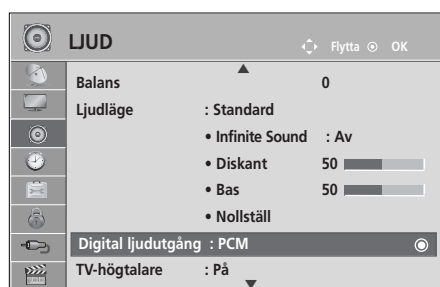 LJUD
Flytta OK
Balans 0
Ljudläge : Standard
• Infinite Sound : Av
• Diskant 50
• Bas 50
• Nollställ
Digital ljudutgång : PCM
TV-högtalare : På